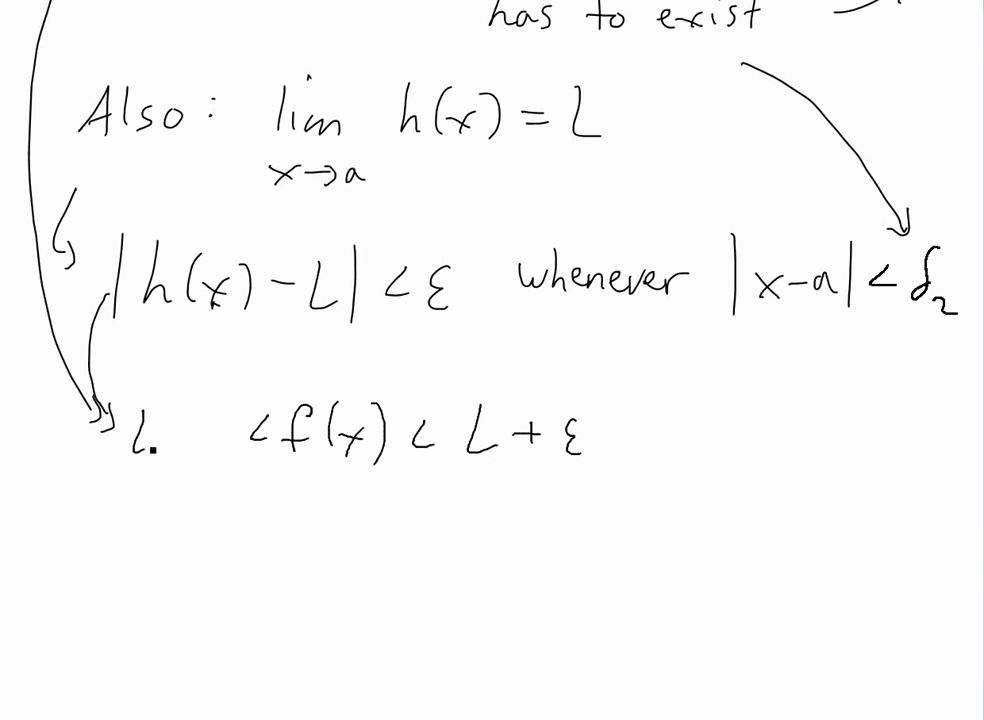 has to exist
Also: lim h(x) = L
x→a
|h(x) - L| < ε whenever |x-a| < δ₂
L < f(x) < L + ε